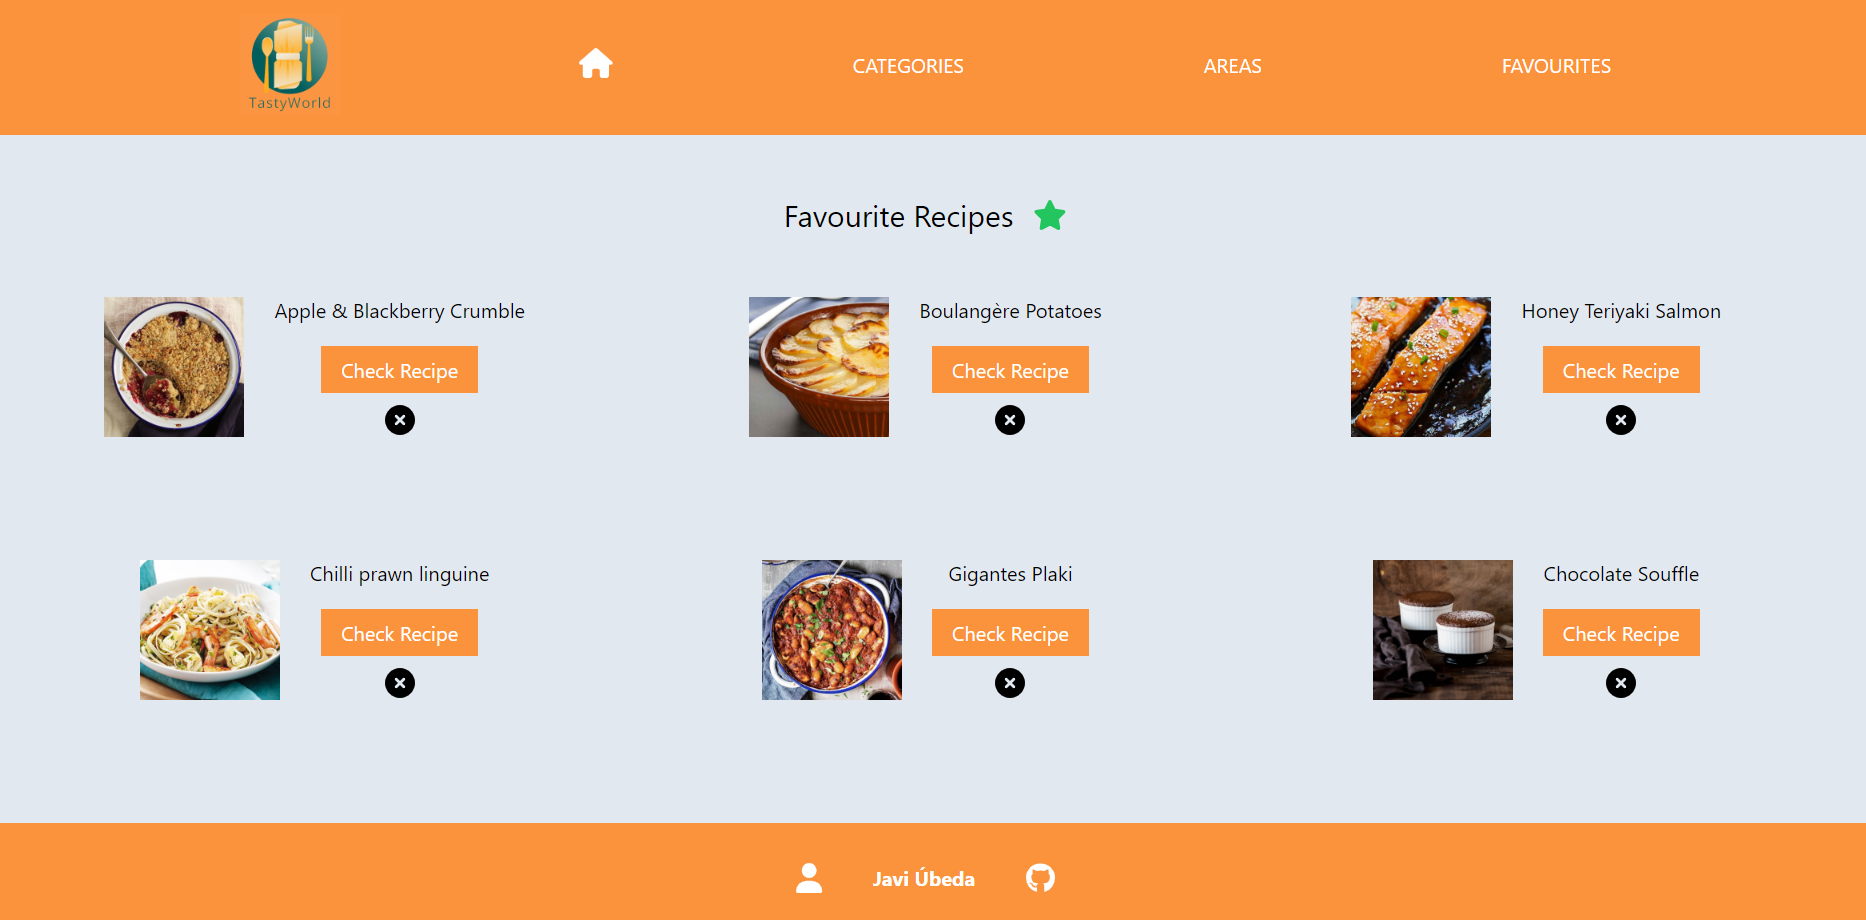 TastyWorld
CATEGORIES
AREAS
FAVOURITES
Favourite Recipes
Apple & Blackberry Crumble
Check Recipe
Boulangère Potatoes
Check Recipe
Honey Teriyaki Salmon
Check Recipe
Chilli prawn linguine
Check Recipe
Gigantes Plaki
Check Recipe
Chocolate Souffle
Check Recipe
Javi Úbeda